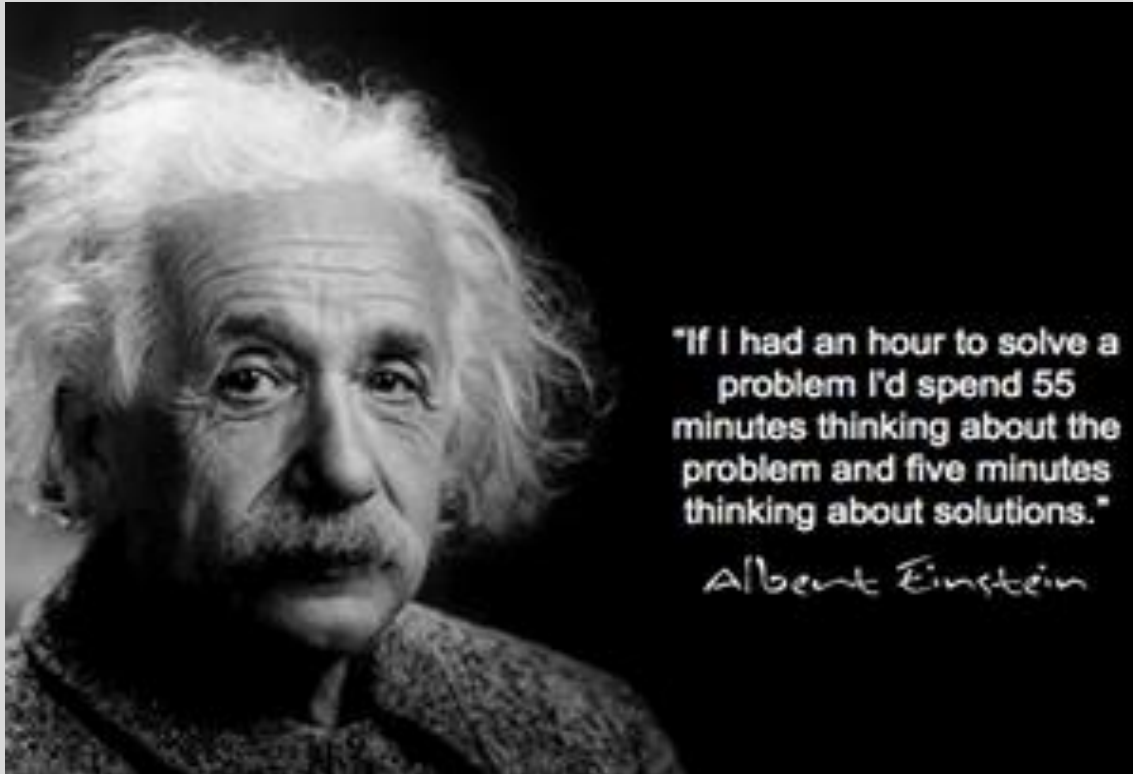 "If I had an hour to solve a
problem I'd spend 55
minutes thinking about the
problem and five minutes
thinking about solutions."
Albert Einstein